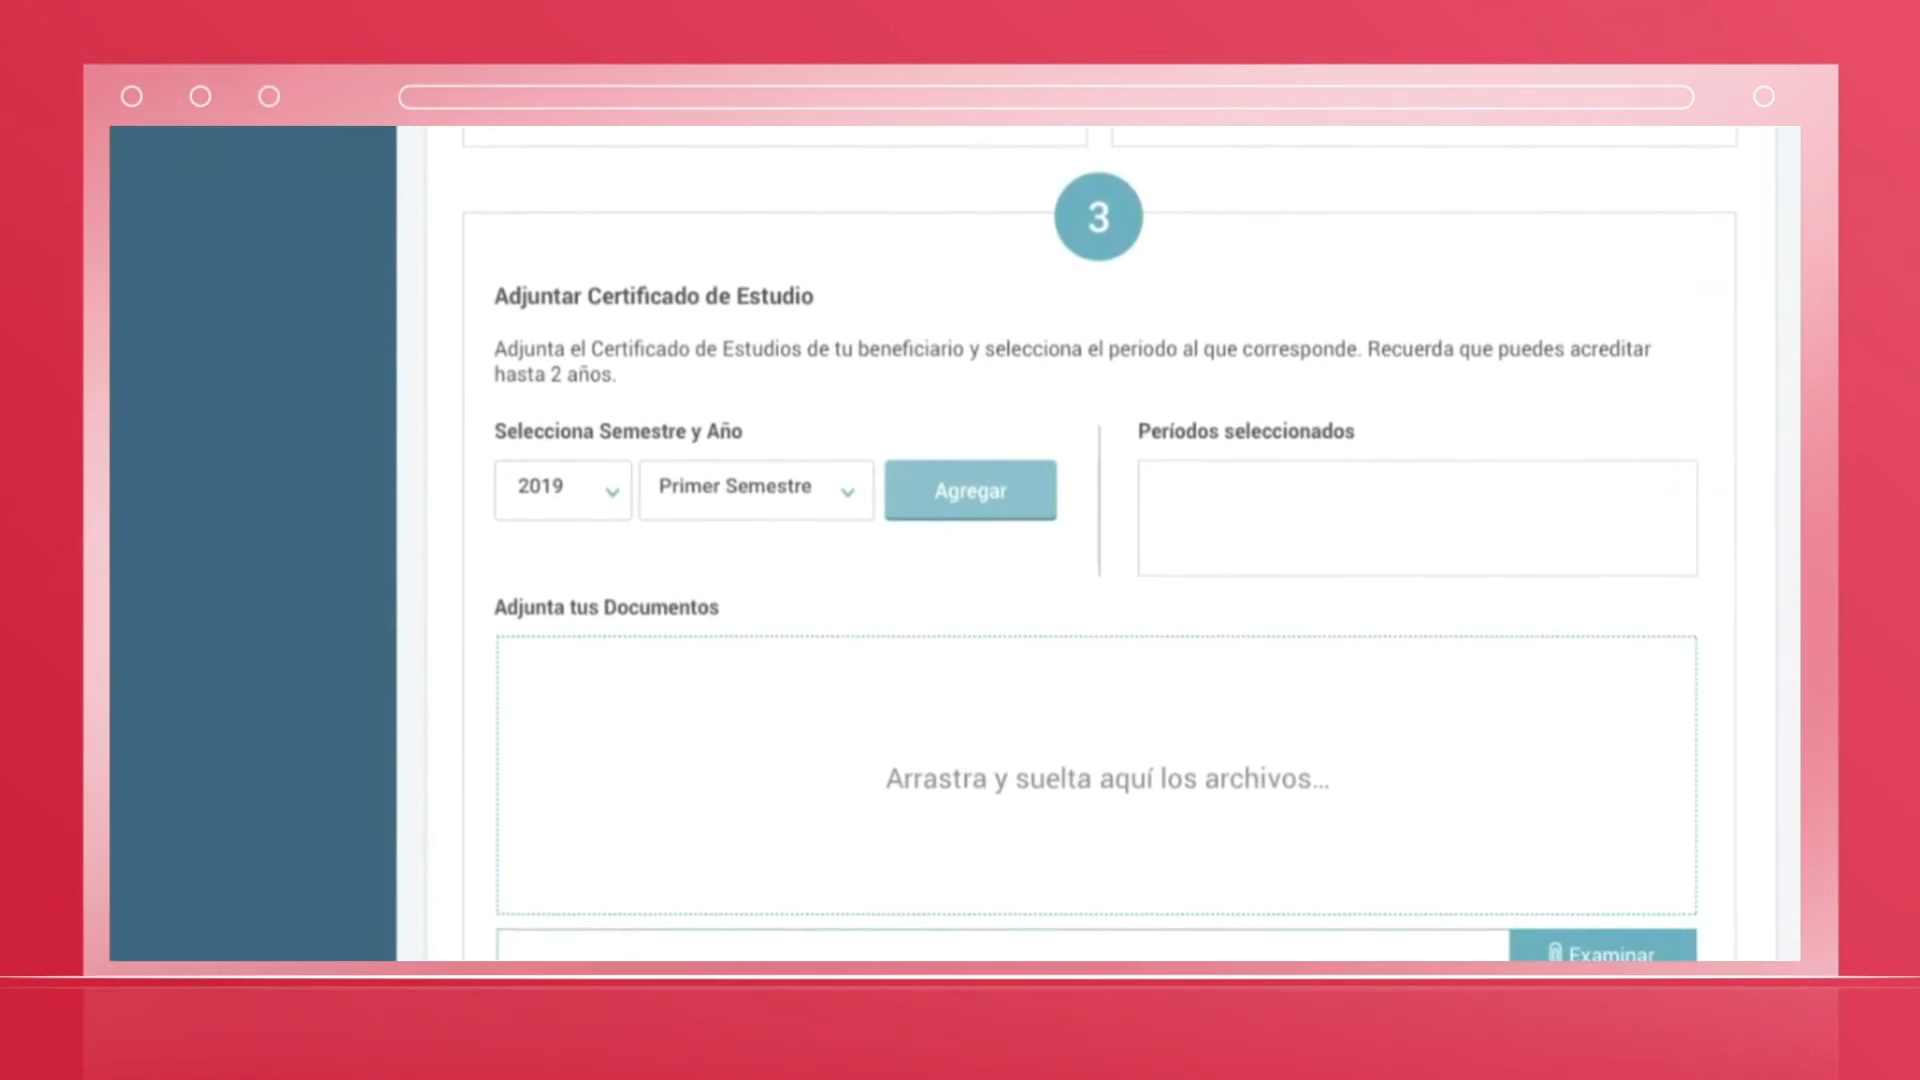 3
Adjuntar Certificado de Estudio
Adjunta el Certificado de Estudios de tu beneficiario y selecciona el periodo al que corresponde. Recuerda que puedes acreditar
hasta 2 años.
Selecciona Semestre y Año
Períodos seleccionados
2019
Primer Semestre
Agregar
Adjunta tus Documentos
Arrastra y suelta aquí los archivos...
Examinar